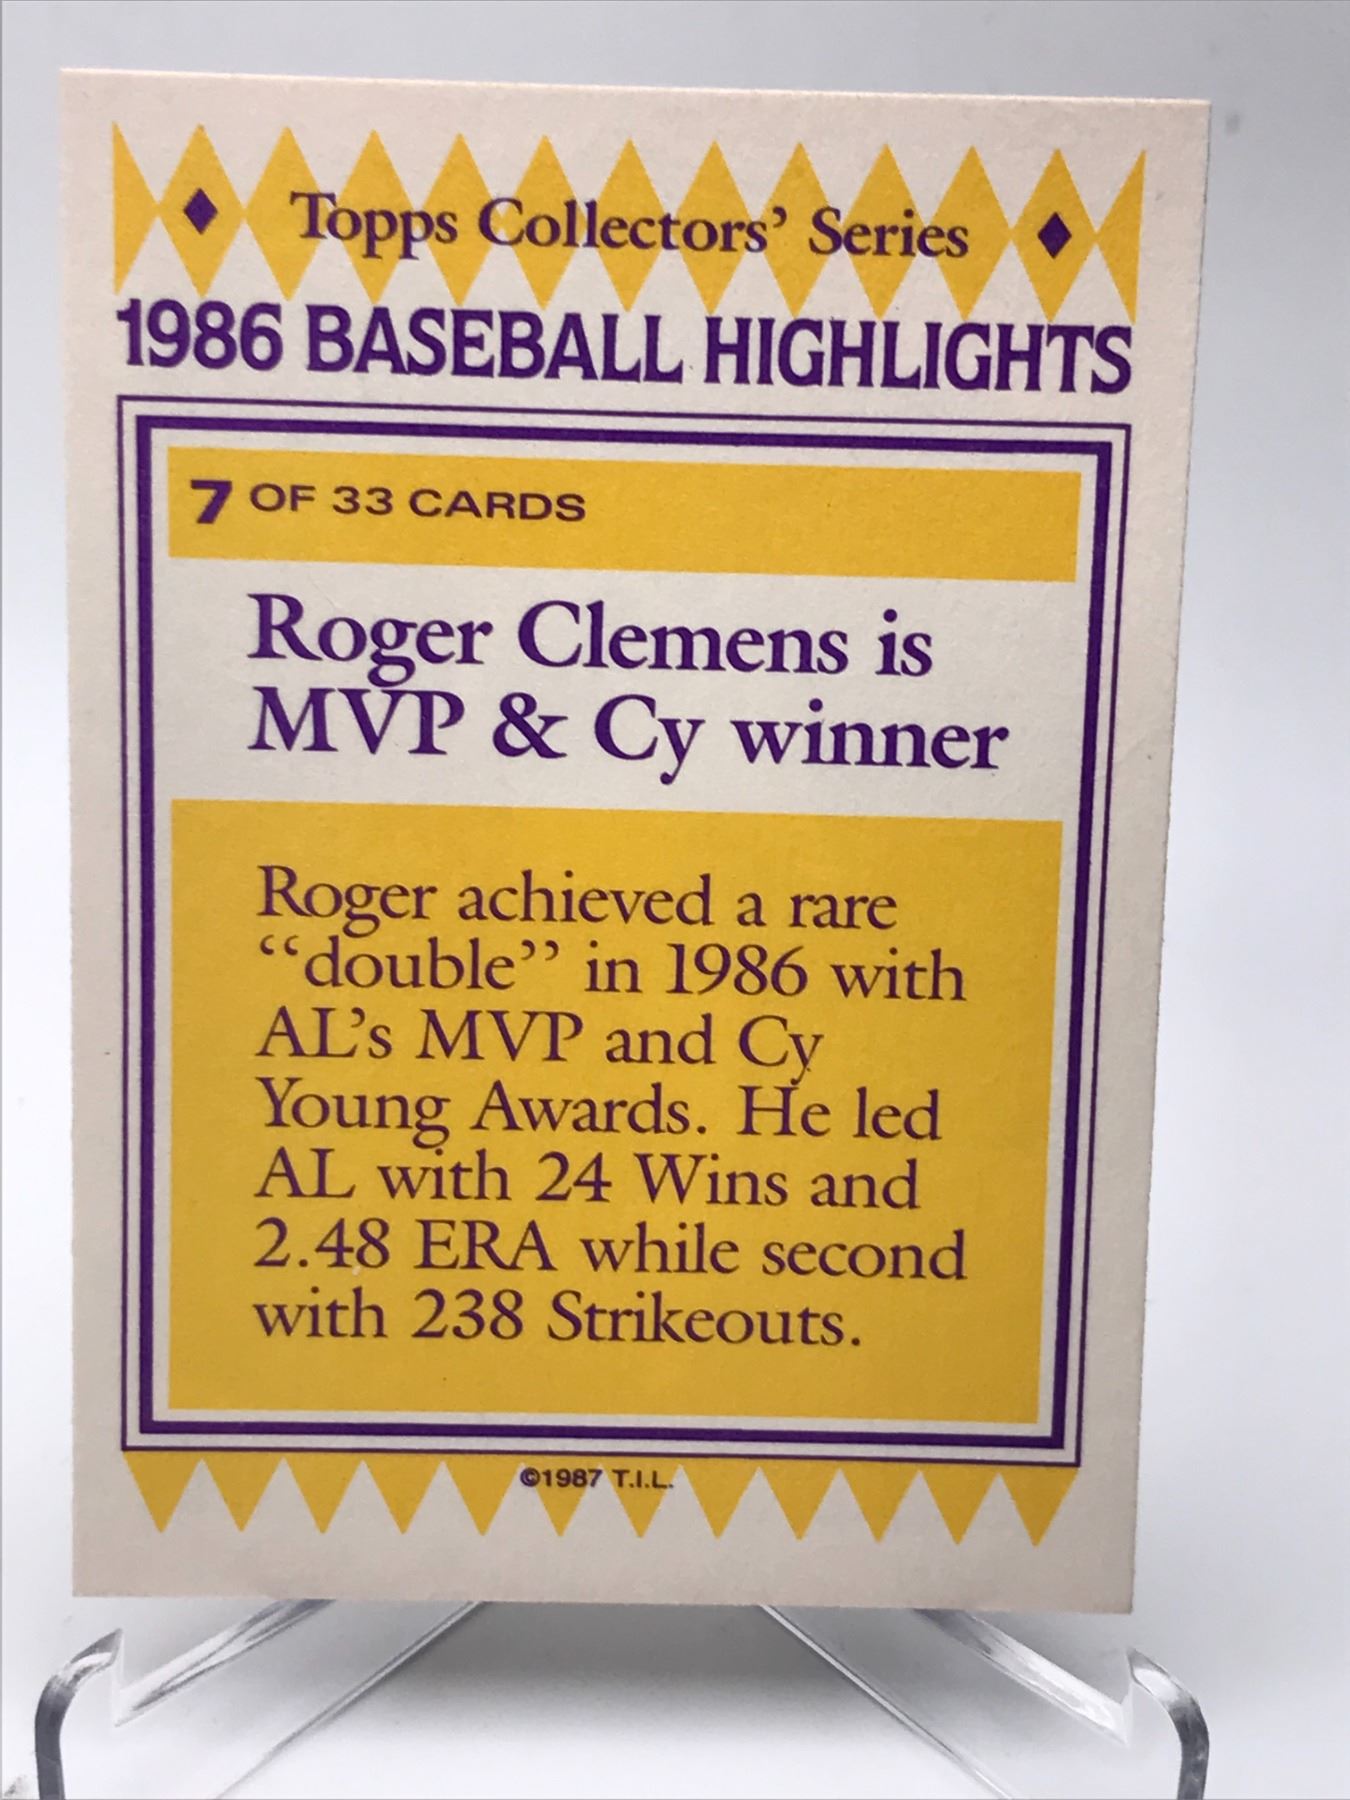 Topps Collectors’ Series
1986 BASEBALL HIGHLIGHTS
7 OF 33 CARDS
Roger Clemens is
MVP & Cy winner
Roger achieved a rare
“double” in 1986 with
AL’s MVP and Cy
Young Awards. He led
AL with 24 Wins and
2.48 ERA while second
with 238 Strikeouts.
©1987 T.I.L.